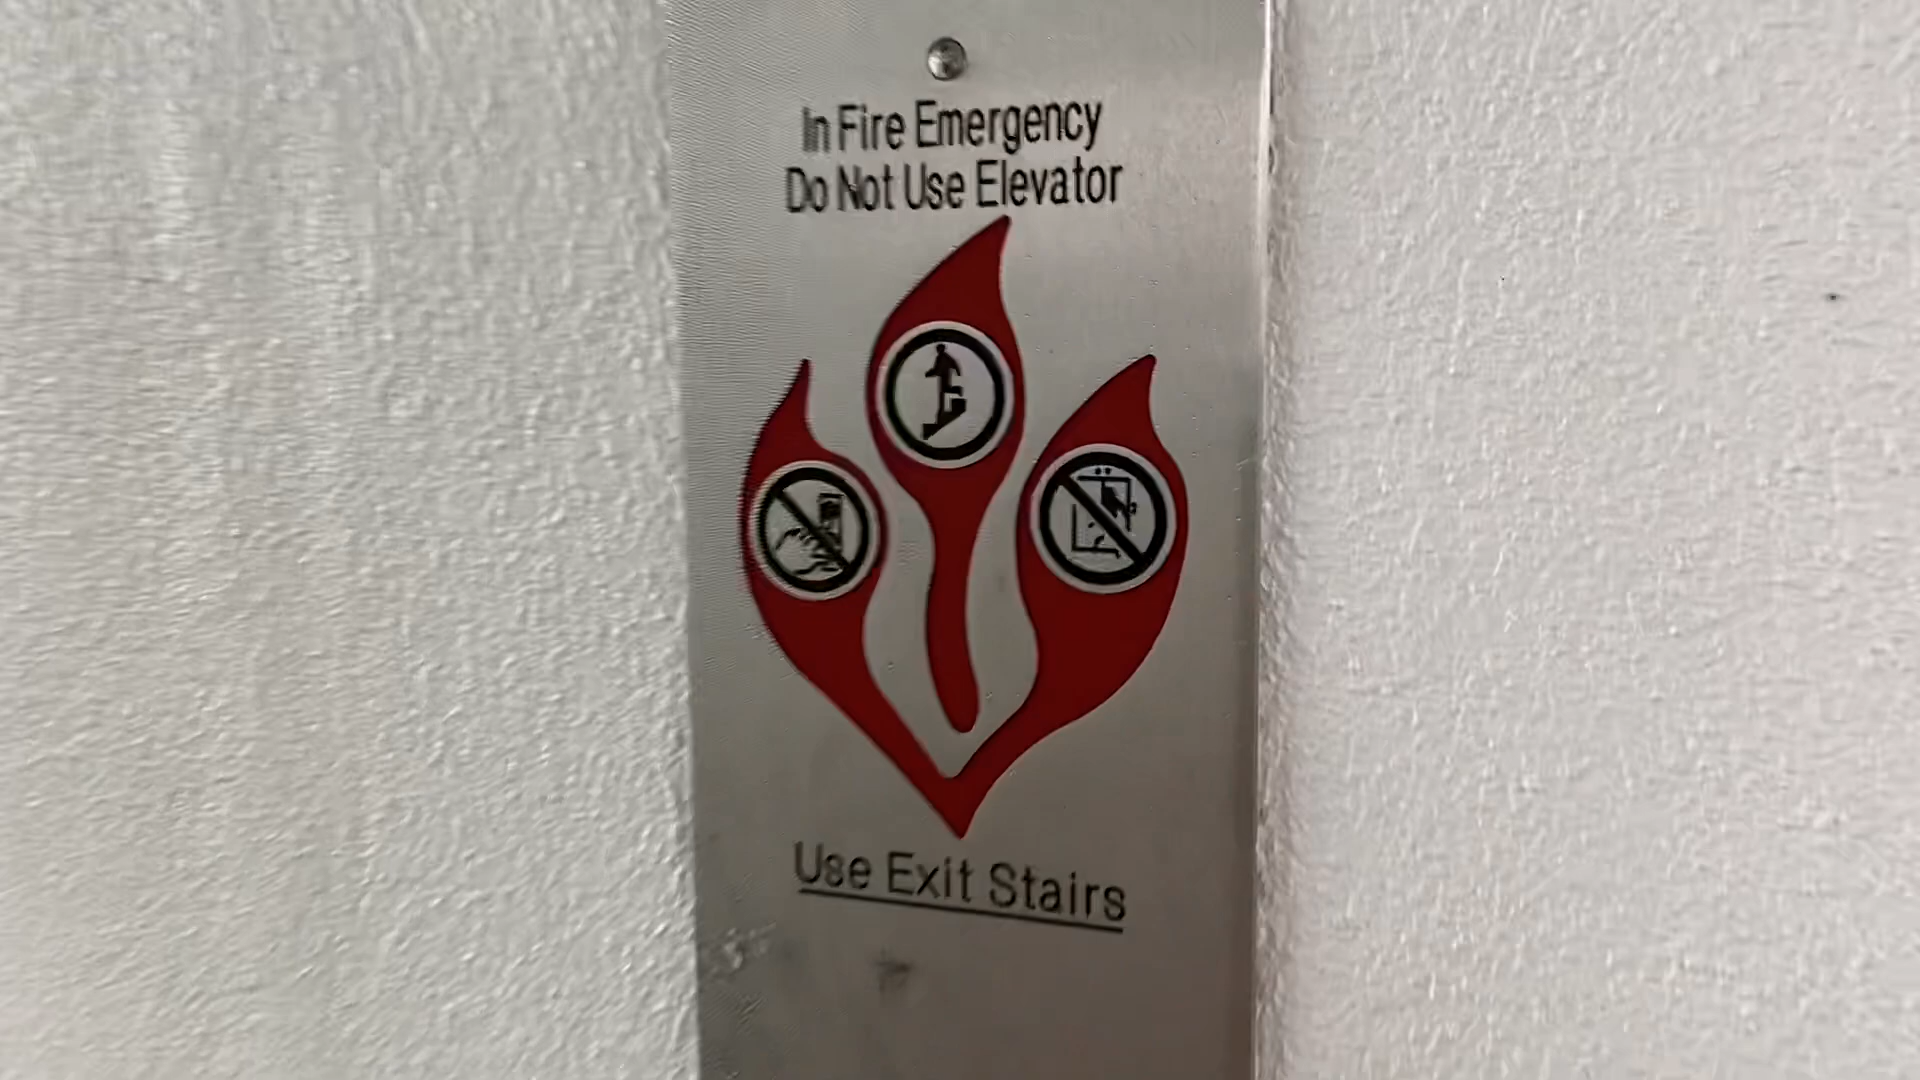 In Fire Emergency
Do Not Use Elevator
Use Exit Stairs